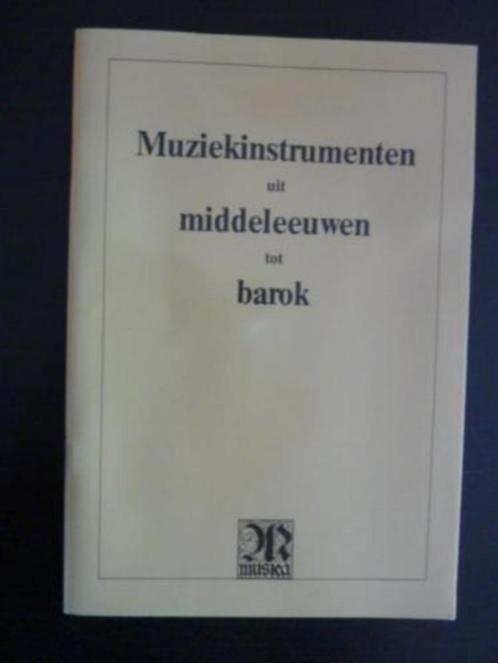 Muziekinstrumenten
uit
middeleeuwen
tot
barok
M
musica